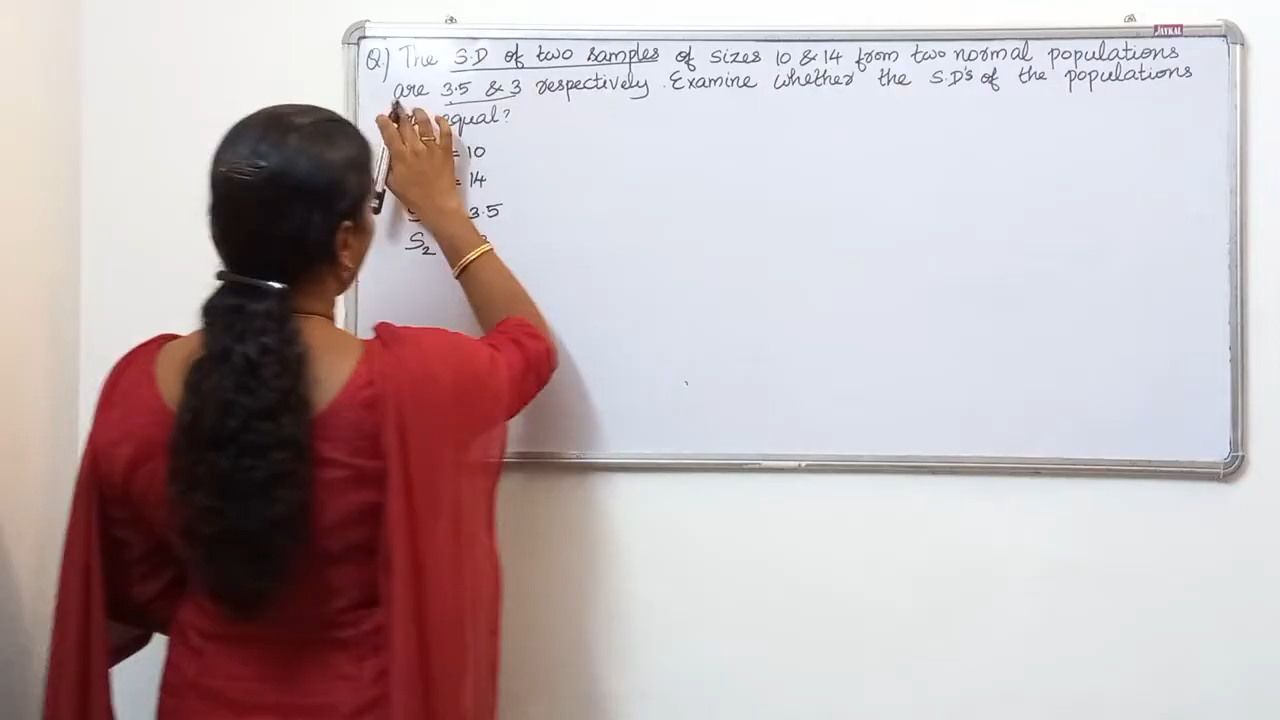 JAYKAL
Q.) The S.D of two samples of sizes 10 & 14 from two normal populations
are 3.5 & 3 respectively. Examine whether the S.D's of the populations
equal?
= 10
= 14
3.5
S2